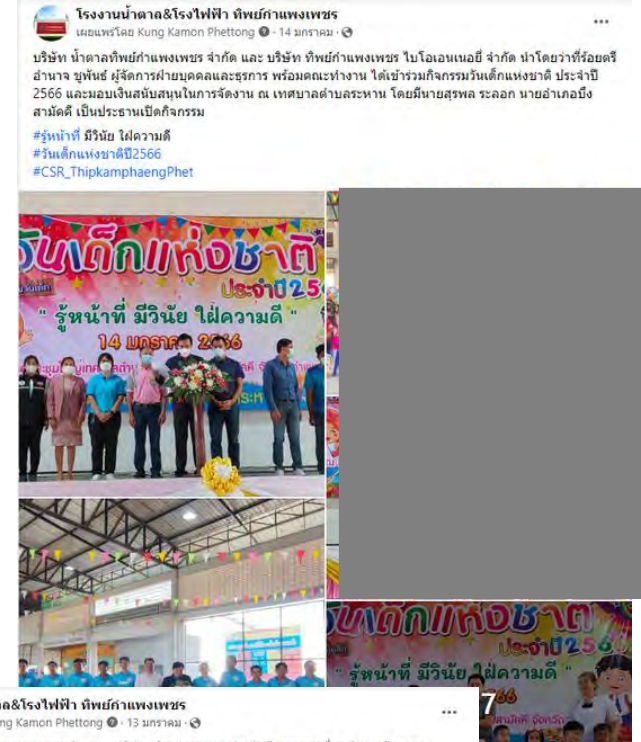 โรงงานน้ำตาล&โรงไฟฟ้า ทิพย์กำแพงเพชร
เผยแพร่โดย Kung Kamon Phettong · 14 มกราคม ·
บริษัท น้ำตาลทิพย์กำแพงเพชร จำกัด และ บริษัท ทิพย์กำแพงเพชร ไบโอเอนเนอยี่ จำกัด นำโดยว่าที่ร้อยตรี
อำนาจ ชูพันธ์ ผู้จัดการฝ่ายบุคคลและธุรการ พร้อมคณะทำงาน ได้เข้าร่วมกิจกรรมวันเด็กแห่งชาติ ประจำปี
2566 และมอบเงินสนับสนุนในการจัดงาน ณ เทศบาลตำบลระหาน โดยมีนายสุรพล ระลอก นายอำเภอบึง
สามัคคี เป็นประธานเปิดกิจกรรม
#รู้หน้าที่ มีวินัย ใฝ่ความดี
#วันเด็กแห่งชาติปี2566
#CSR_ThipkamphaengPhet
วันเด็กแห่งชาติ
ประจำปี 25
" รู้หน้าที่ มีวินัย ใฝ่ความดี "
14 มกราคม 2566
วันเด็กแห่งชาติ
ประจำปี 256
" รู้หน้าที่ มีวินัย ใฝ่ความดี "
66
7
ล&โรงไฟฟ้า ทิพย์กำแพงเพชร
ng Kamon Phettong · 13 มกราคม ·